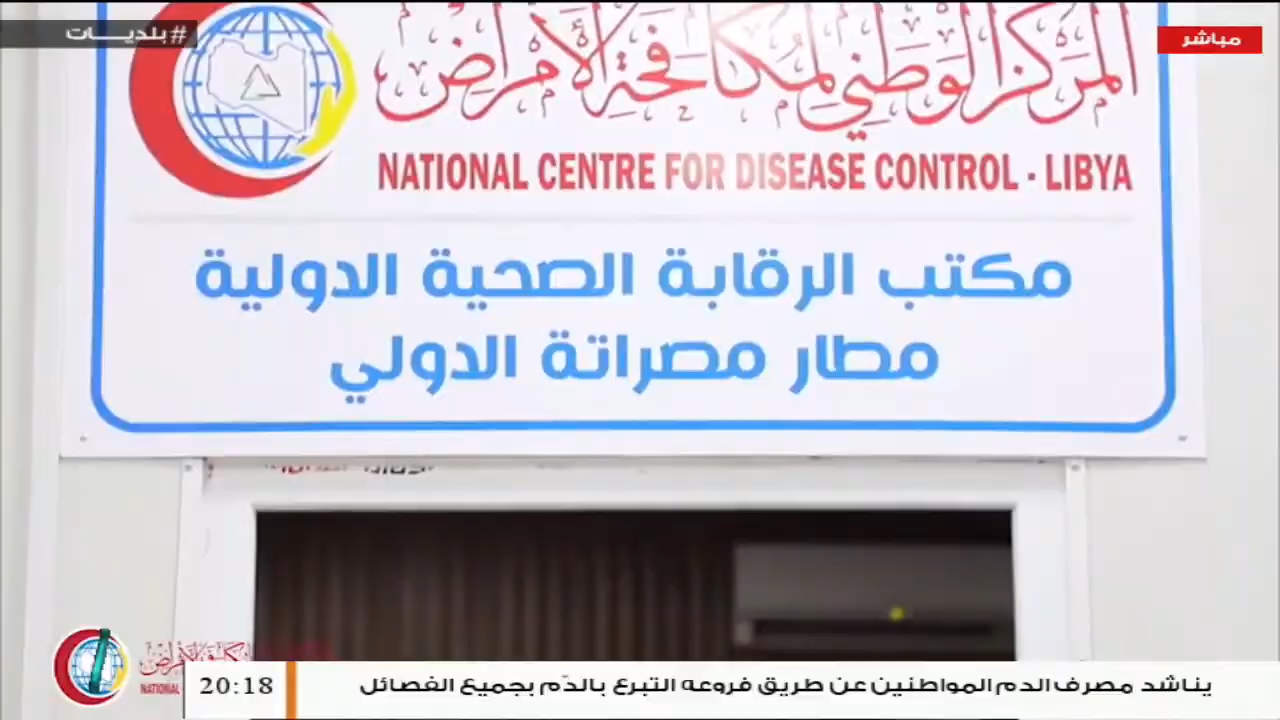 #بلديـــات
مباشر
المركز الوطني لمكافحة الأمراض
NATIONAL CENTRE FOR DISEASE CONTROL - LIBYA
مكتب الرقابة الصحية الدولية
مطار مصراتة الدولي
NATIONAL
20:18
يناشد مصرف الدم المواطنين عن طريق فروعه التبرع بالدّم بجميع الفصائل